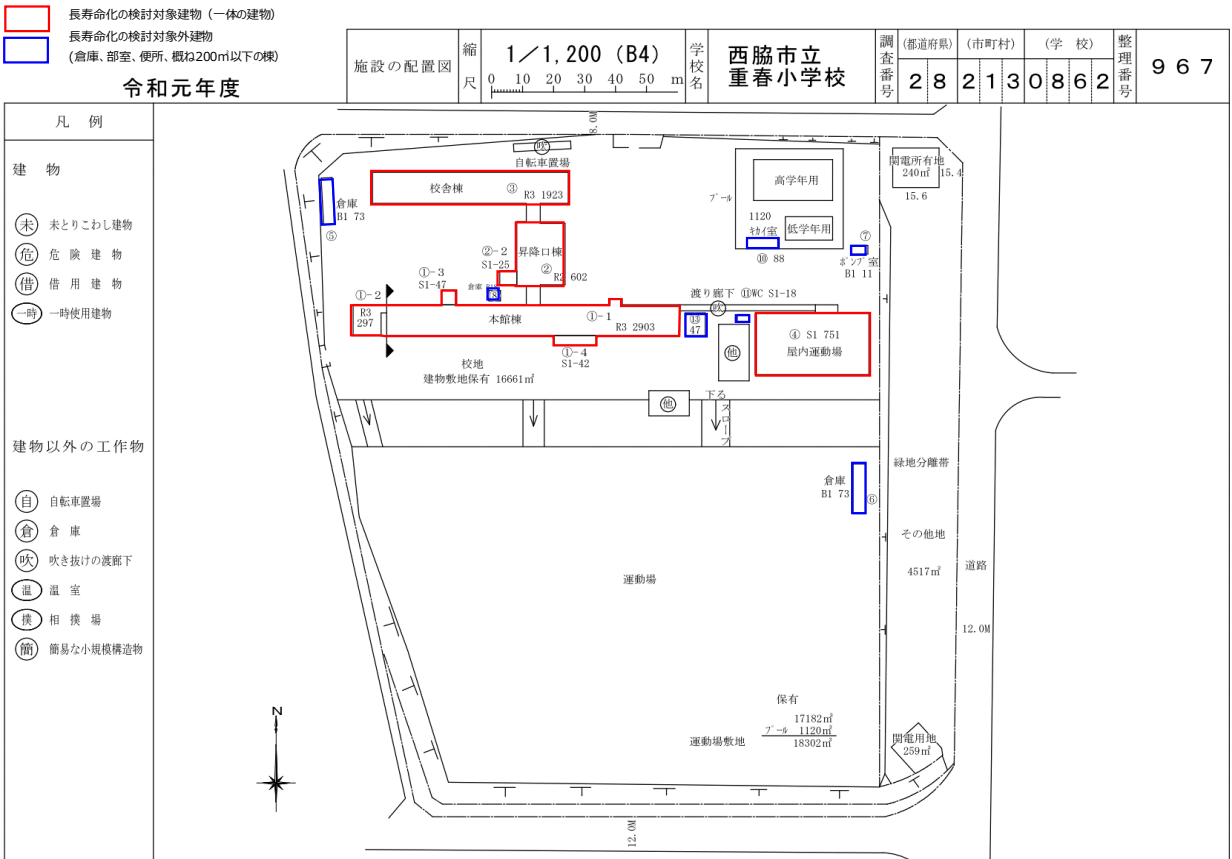 長寿命化の検討対象建物（一体の建物）
長寿命化の検討対象外建物
(倉庫、部室、便所、概ね200㎡以下の棟)
令和元年度
施設の配置図
縮尺
1／1,200（B4）
0 10 20 30 40 50 m
学校名
西脇市立
重春小学校
調査番号
(都道府県)
(市町村)
(学 校)
2 8 2 1 3 0 8 6 2
整理番号
9 6 7
凡 例
建 物
未 未とりこわし建物
危 危 険 建 物
借 借 用 建 物
一時 一時使用建物
建物以外の工作物
自 自転車置場
倉 倉 庫
吹 吹き抜けの渡廊下
温 温 室
撲 相 撲 場
簡 簡易な小規模構造物
8.0M
吹
自転車置場
校舎棟 ③
R3 1923
倉庫
B1 73
⑤
昇降口棟
②
R2 602
②-2
S1-25
①-3
S1-47
倉庫
①-2
R3
297
本館棟
①-1
R3 2903
①-4
S1-42
校地
建物敷地保有 16661㎡
プール
高学年用
低学年用
1120
ｷｶｲ室
⑩ 88
⑦
ポンプ室
B1 11
関電所有地
240㎡
15.4
15.6
渡り廊下 ⑪WC S1-18
吹
⑬
47
他
④ S1 751
屋内運動場
他
下る
スロープ
倉庫
B1 73
⑥
緑地分離帯
その他地
4517㎡
道路
12.0M
運動場
保有
17182㎡
プール 1120㎡
運動場敷地
18302㎡
関電用地
259㎡
N
12.0M